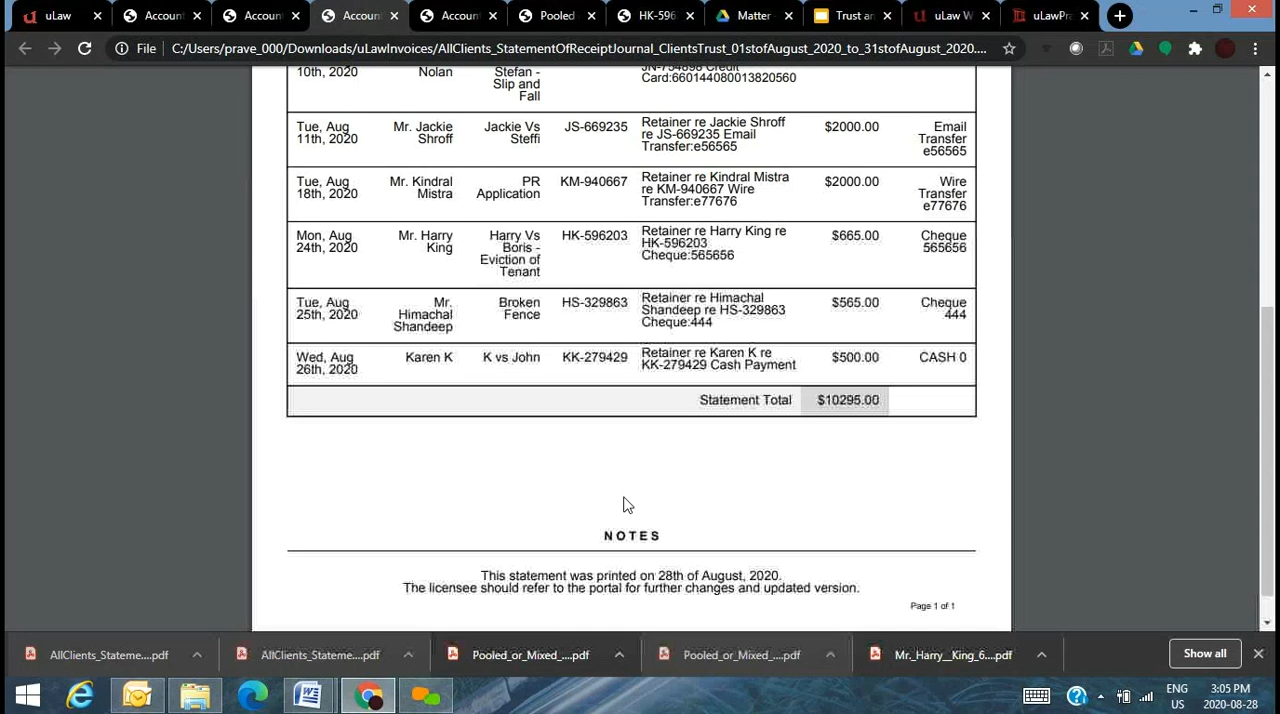 uLaw
Account
Account
Account
Account
Pooled
HK-596
Matter -
Trust an
uLaw W
uLawPra
File
C:/Users/prave_000/Downloads/uLawInvoices/AllClients_StatementOfReceiptJournal_ClientsTrust_01stofAugust_2020_to_31stofAugust_2020....
10th, 2020 Nolan Stefan - Card:660144080013820560
Slip and
Fall
Tue, Aug Mr. Jackie Jackie Vs JS-669235 Retainer re Jackie Shroff $2000.00 Email
11th, 2020 Shroff Steffi re JS-669235 Email Transfer
Transfer:e56565 e56565
Tue, Aug Mr. Kindral PR KM-940667 Retainer re Kindral Mistra $2000.00 Wire
18th, 2020 Mistra Application re KM-940667 Wire Transfer
Transfer:e77676 e77676
Mon, Aug Mr. Harry Harry Vs HK-596203 Retainer re Harry King re $665.00 Cheque
24th, 2020 King Boris - HK-596203 565656
Eviction of Cheque:565656
Tenant
Tue, Aug Mr. Broken HS-329863 Retainer re Himachal $565.00 Cheque
25th, 2020 Himachal Fence Shandeep re HS-329863 444
Shandeep Cheque:444
Wed, Aug Karen K K vs John KK-279429 Retainer re Karen K re $500.00 CASH 0
26th, 2020 KK-279429 Cash Payment
Statement Total $10295.00
NOTES
This statement was printed on 28th of August, 2020.
The licensee should refer to the portal for further changes and updated version.
Page 1 of 1
AllClients_Stateme....pdf
AllClients_Stateme....pdf
Pooled_or_Mixed_....pdf
Pooled_or_Mixed_....pdf
Mr._Harry__King_6....pdf
Show all
ENG 3:05 PM
US 2020-08-28